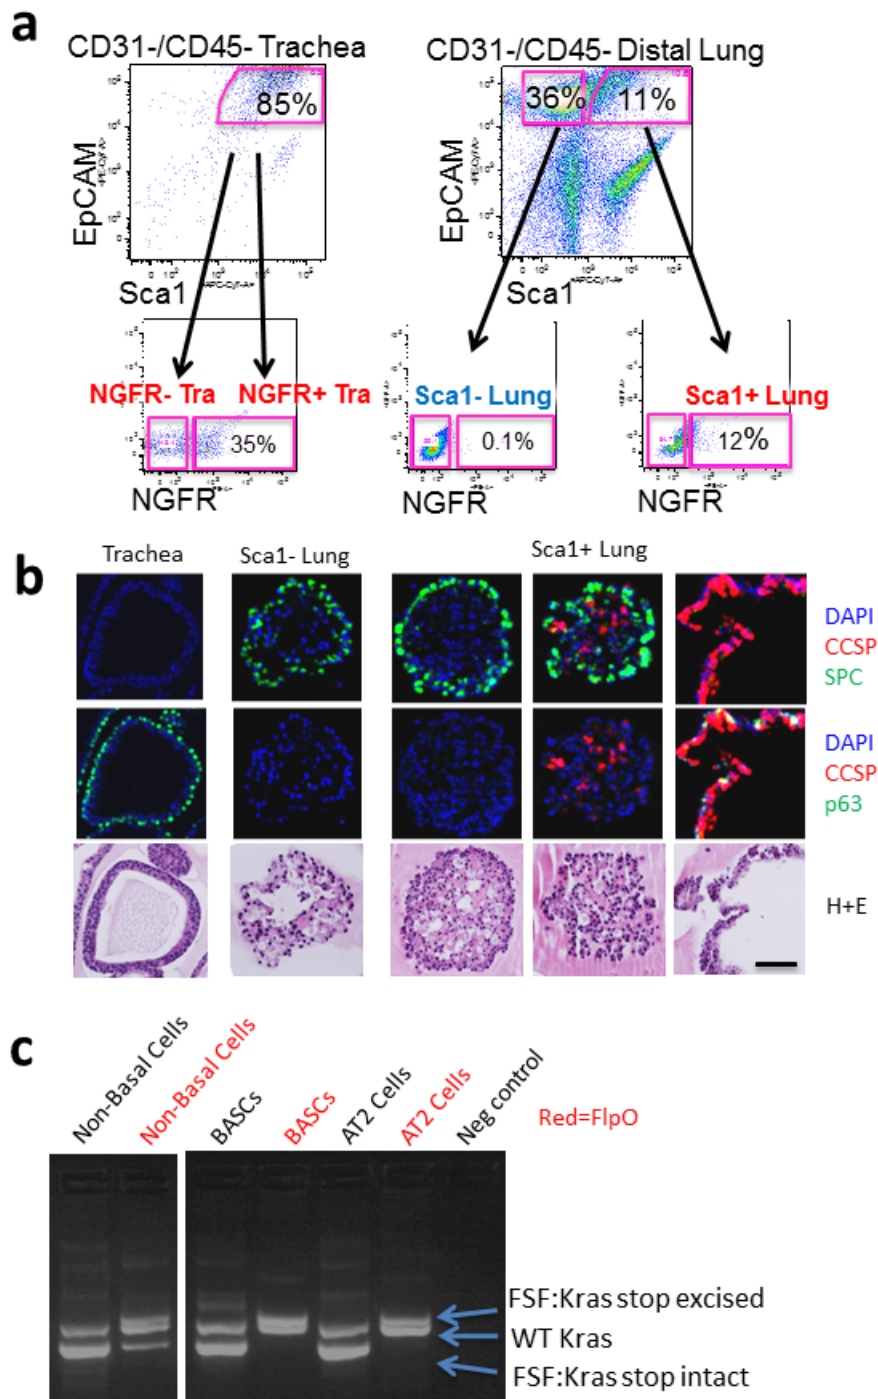 a
CD31-/CD45- Trachea
CD31-/CD45- Distal Lung
85%
36%
11%
EpCAM
EpCAM
Sca1
Sca1
NGFR- Tra
NGFR+ Tra
Sca1- Lung
Sca1+ Lung
35%
0.1%
12%
NGFR
NGFR
NGFR
b
Trachea
Sca1- Lung
Sca1+ Lung
DAPI
CCSP
SPC
DAPI
CCSP
p63
H+E
c
Non-Basal Cells
Non-Basal Cells
BASCs
BASCs
AT2 Cells
AT2 Cells
Neg control
Red=FlpO
FSF:Kras stop excised
WT Kras
FSF:Kras stop intact